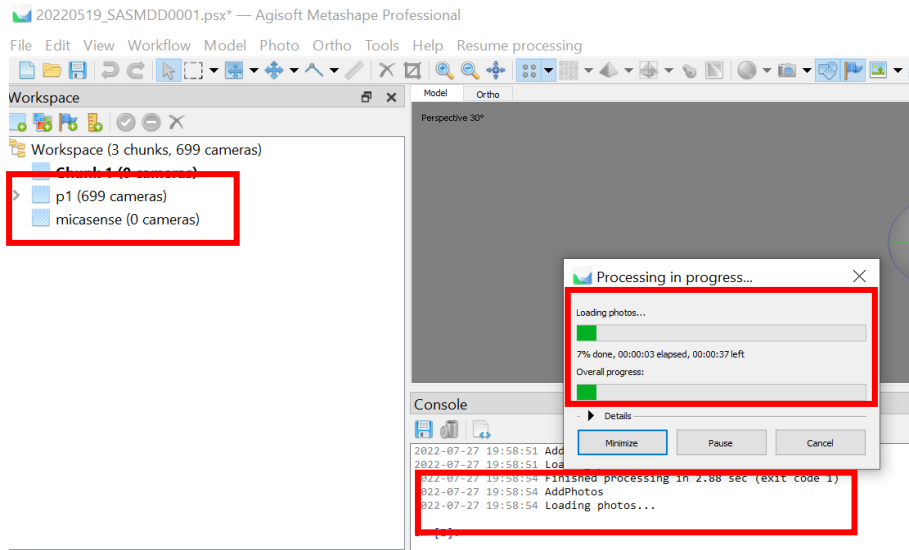 20220519_SASMDD0001.psx* — Agisoft Metashape Professional
File Edit View Workflow Model Photo Ortho Tools Help Resume processing
Workspace
Model Ortho
Perspective 30°
Workspace (3 chunks, 699 cameras)
Chunk 1 (0 cameras)
p1 (699 cameras)
micasense (0 cameras)
Processing in progress...
Loading photos...
7% done, 00:00:03 elapsed, 00:00:37 left
Overall progress:
Details
Minimize Pause Cancel
Console
2022-07-27 19:58:51 Add
2022-07-27 19:58:51 Loa
2022-07-27 19:58:54 Finished processing in 2.88 sec (exit code 1)
2022-07-27 19:58:54 AddPhotos
2022-07-27 19:58:54 Loading photos...